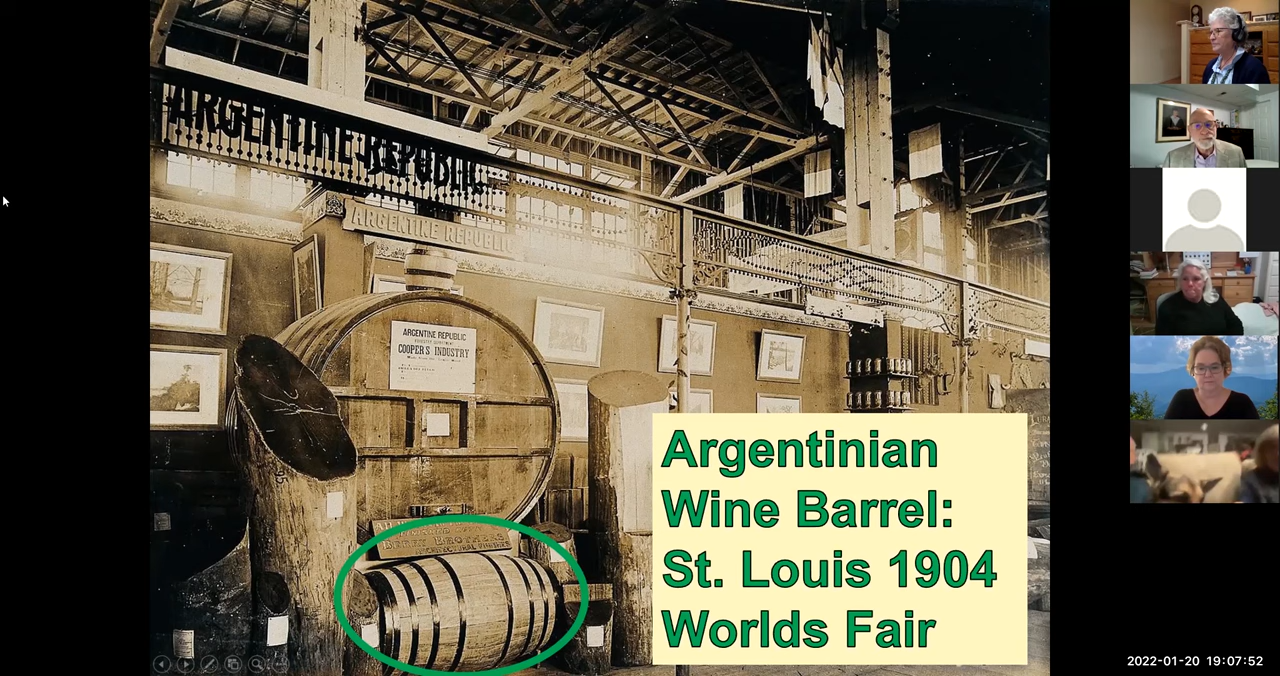 ARGENTINE REPUBLIC
ARGENTINE REPUBLIC
ARGENTINE REPUBLIC
COOPER'S INDUSTRY
BROTHERS
Argentinian
Wine Barrel:
St. Louis 1904
Worlds Fair
2022-01-20 19:07:52